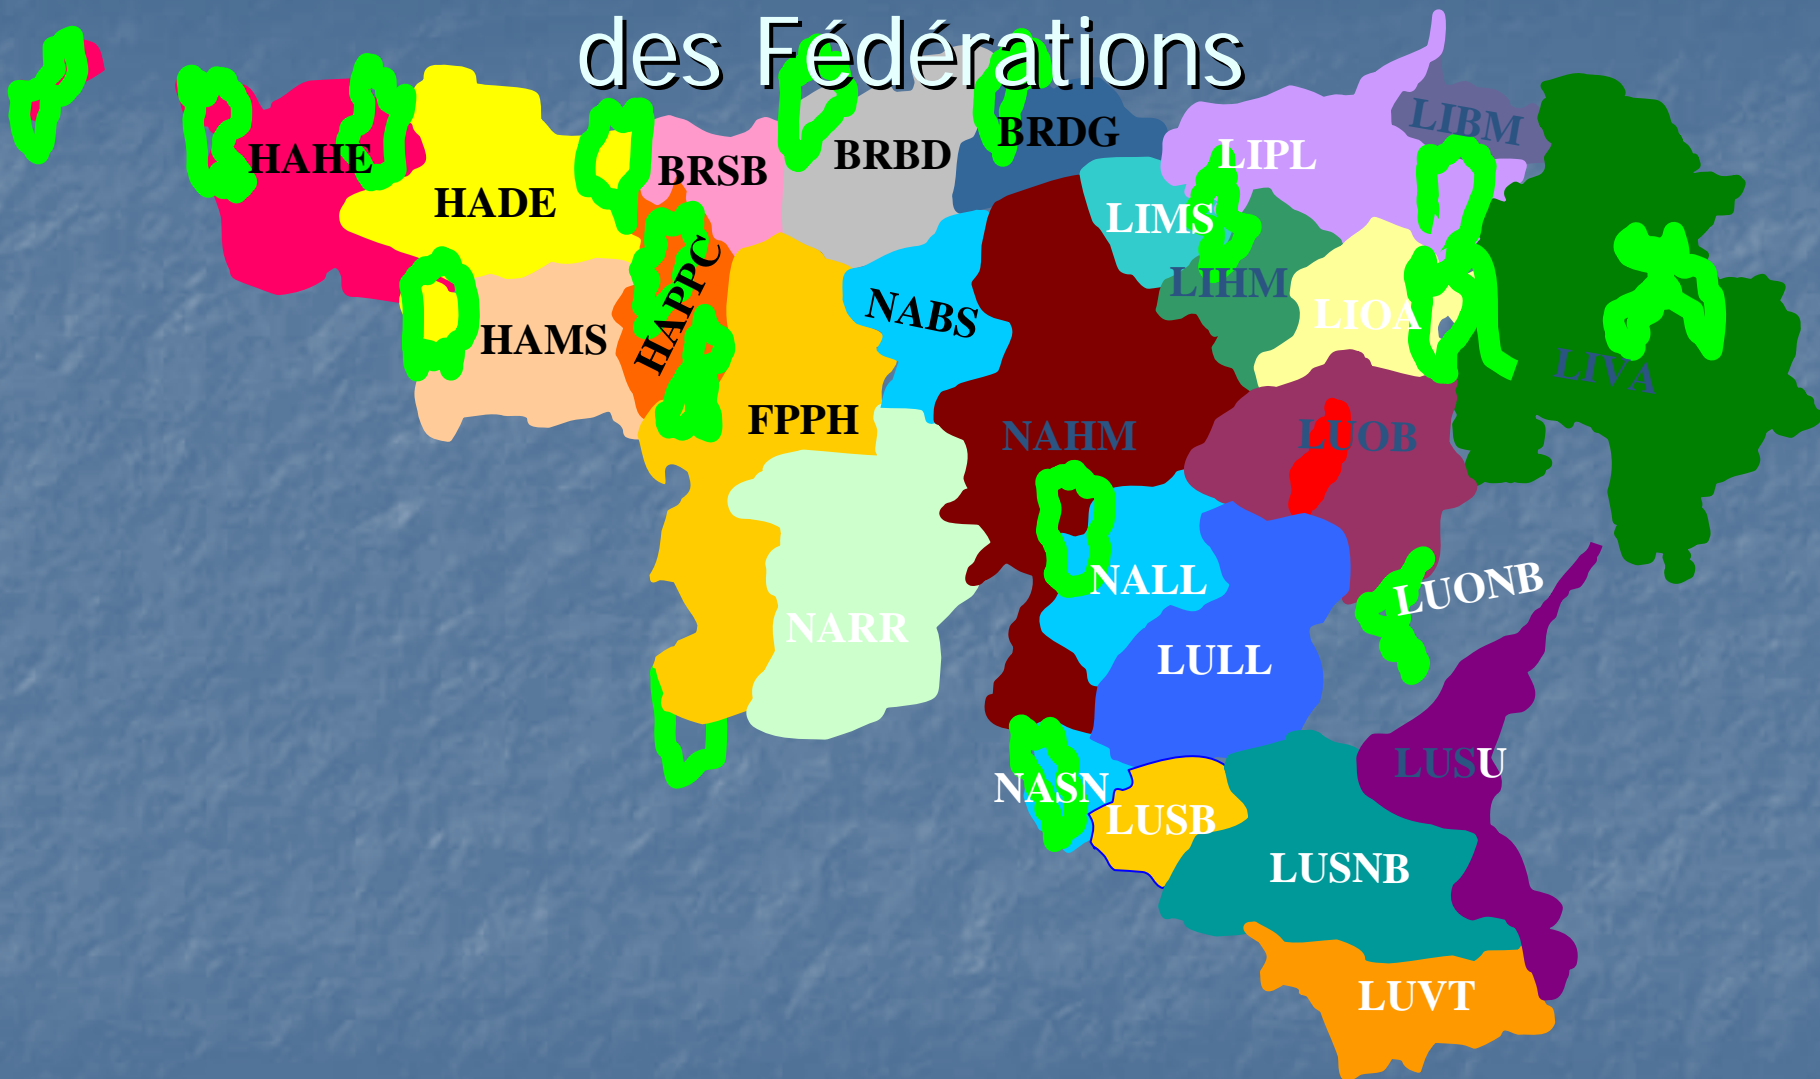 des Fédérations
HAHE
HADE
BRSB
BRBD
BRDG
LIPL
LIBM
HAMS
HAPPC
NABS
LIMS
LIHM
LIOA
LIVA
FPPH
NAHM
LUOB
NARR
NALL
LUONB
LULL
NASN
LUSB
LUSU
LUSNB
LUVT